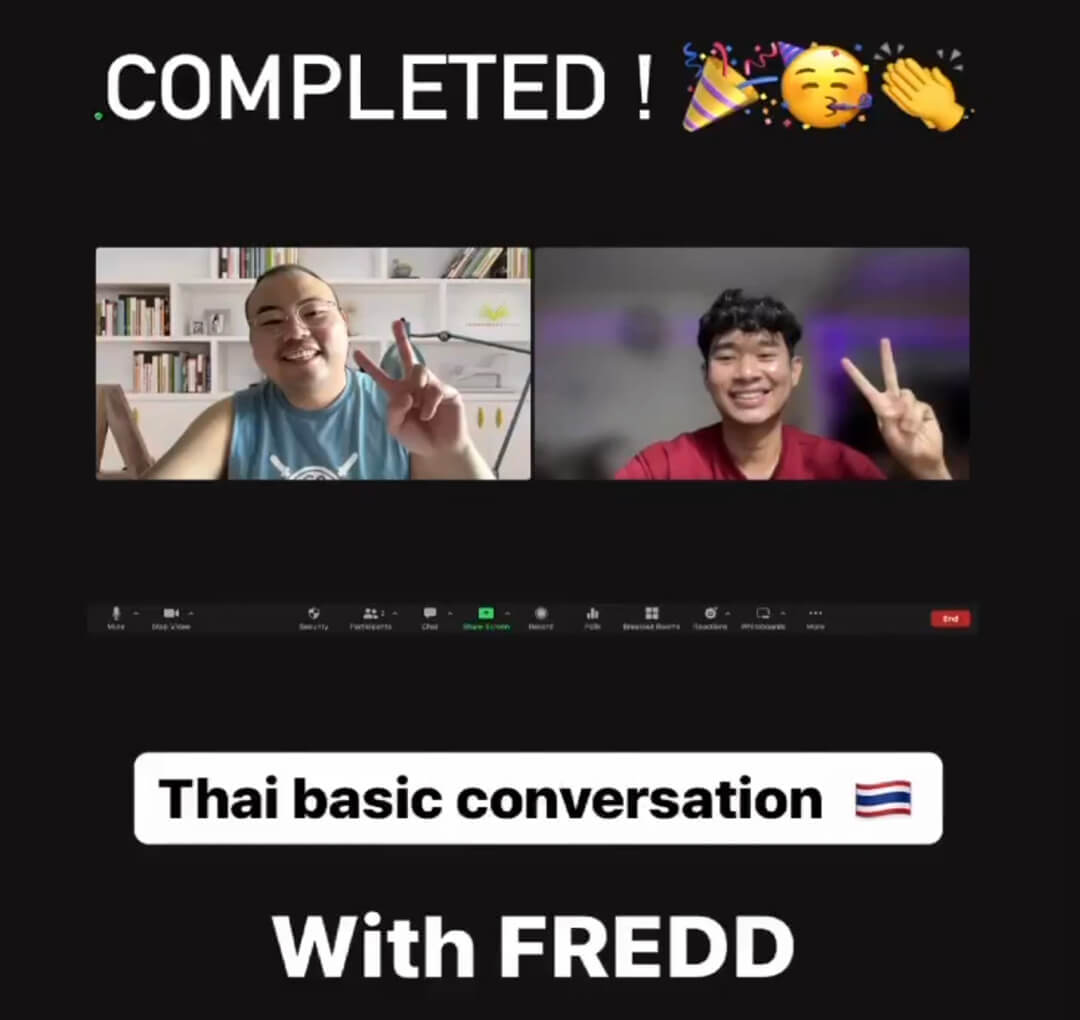 COMPLETED ! 🎉🥳👏
Mute Stop Video Security Participants 2 Chat Share Screen Record Polls Breakout Rooms Reactions Whiteboards More End
Thai basic conversation 🇹🇭
With FREDD